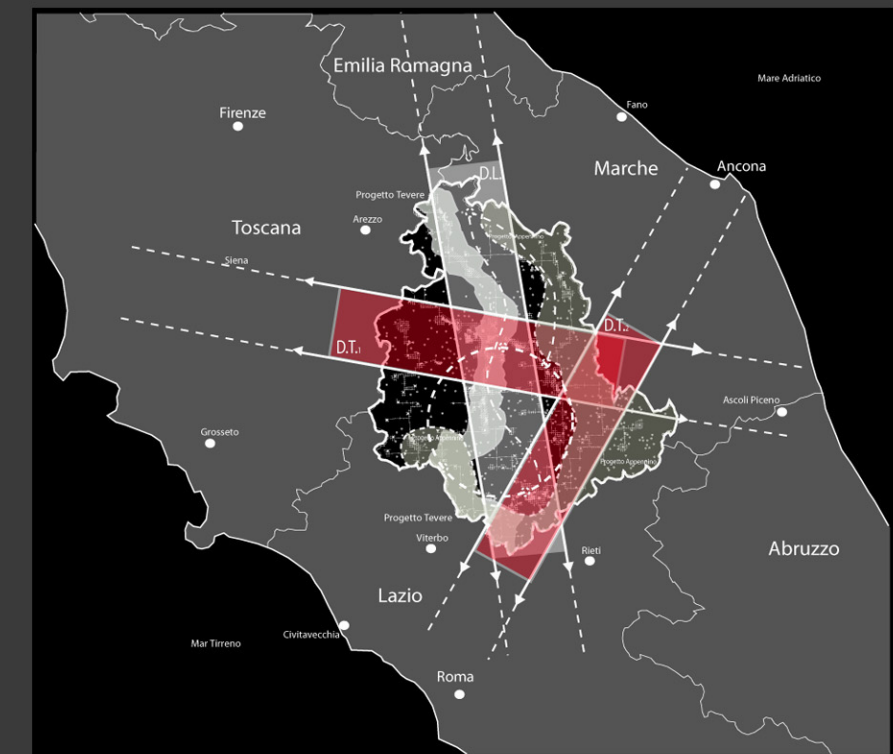 Emilia Romagna
Mare Adriatico
Fano
Firenze
Marche
Ancona
D.L.
Progetto Tevere
Arezzo
Toscana
Progetto Appennino
Siena
D.T.1
D.T.2
Ascoli Piceno
Grosseto
Progetto Appennino
Progetto Appennino
Progetto Tevere
Viterbo
Rieti
Abruzzo
Lazio
Civitavecchia
Mar Tirreno
Roma